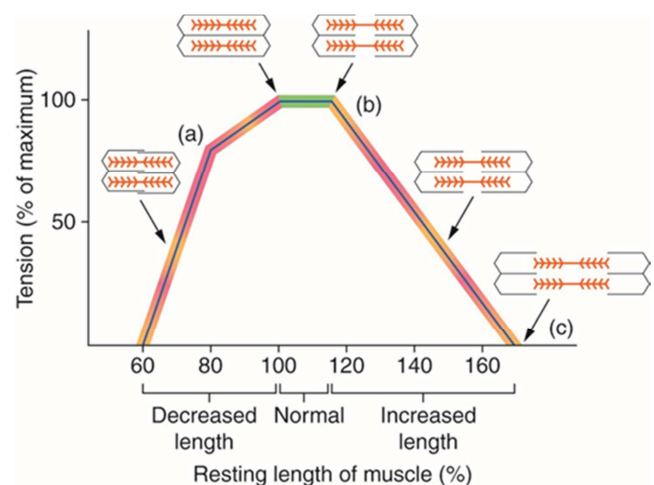 Tension (% of maximum)
100
50
(a)
(b)
(c)
60 80 100 120 140 160
Decreased length
Normal
Increased length
Resting length of muscle (%)